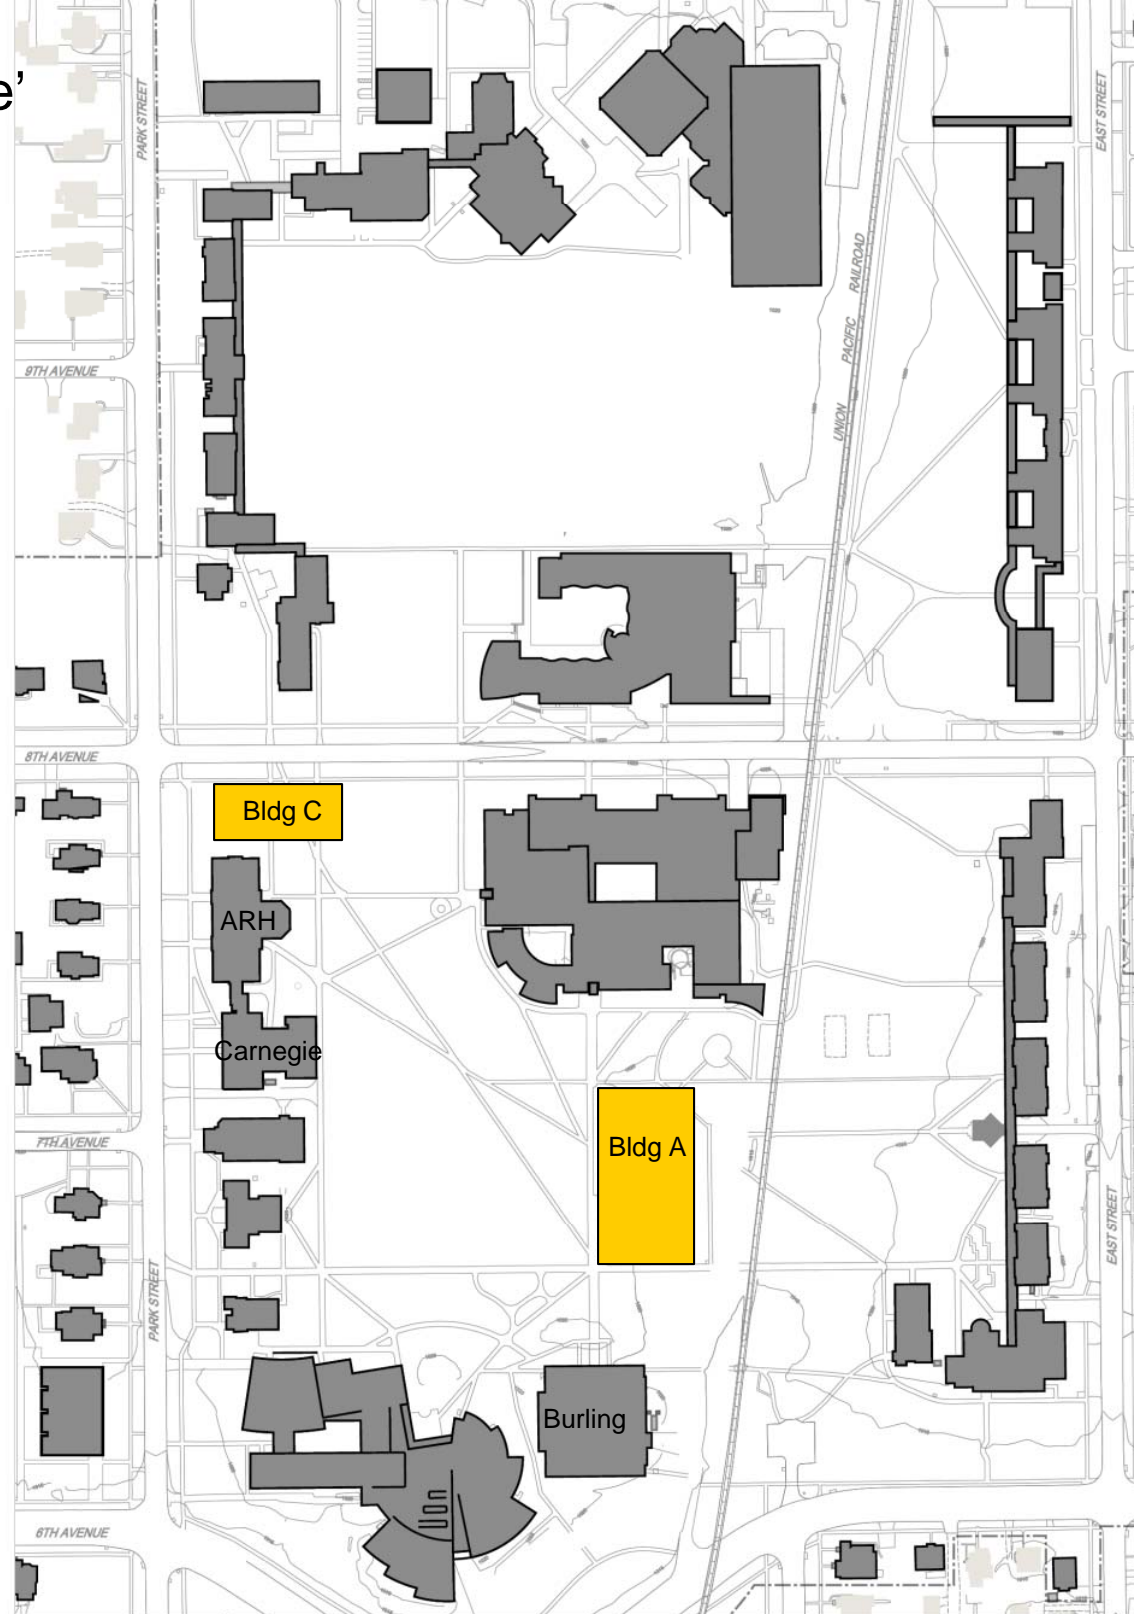 e’
PARK STREET
EAST STREET
UNION PACIFIC RAILROAD
9TH AVENUE
8TH AVENUE
Bldg C
ARH
Carnegie
7TH AVENUE
Bldg A
EAST STREET
PARK STREET
Burling
6TH AVENUE